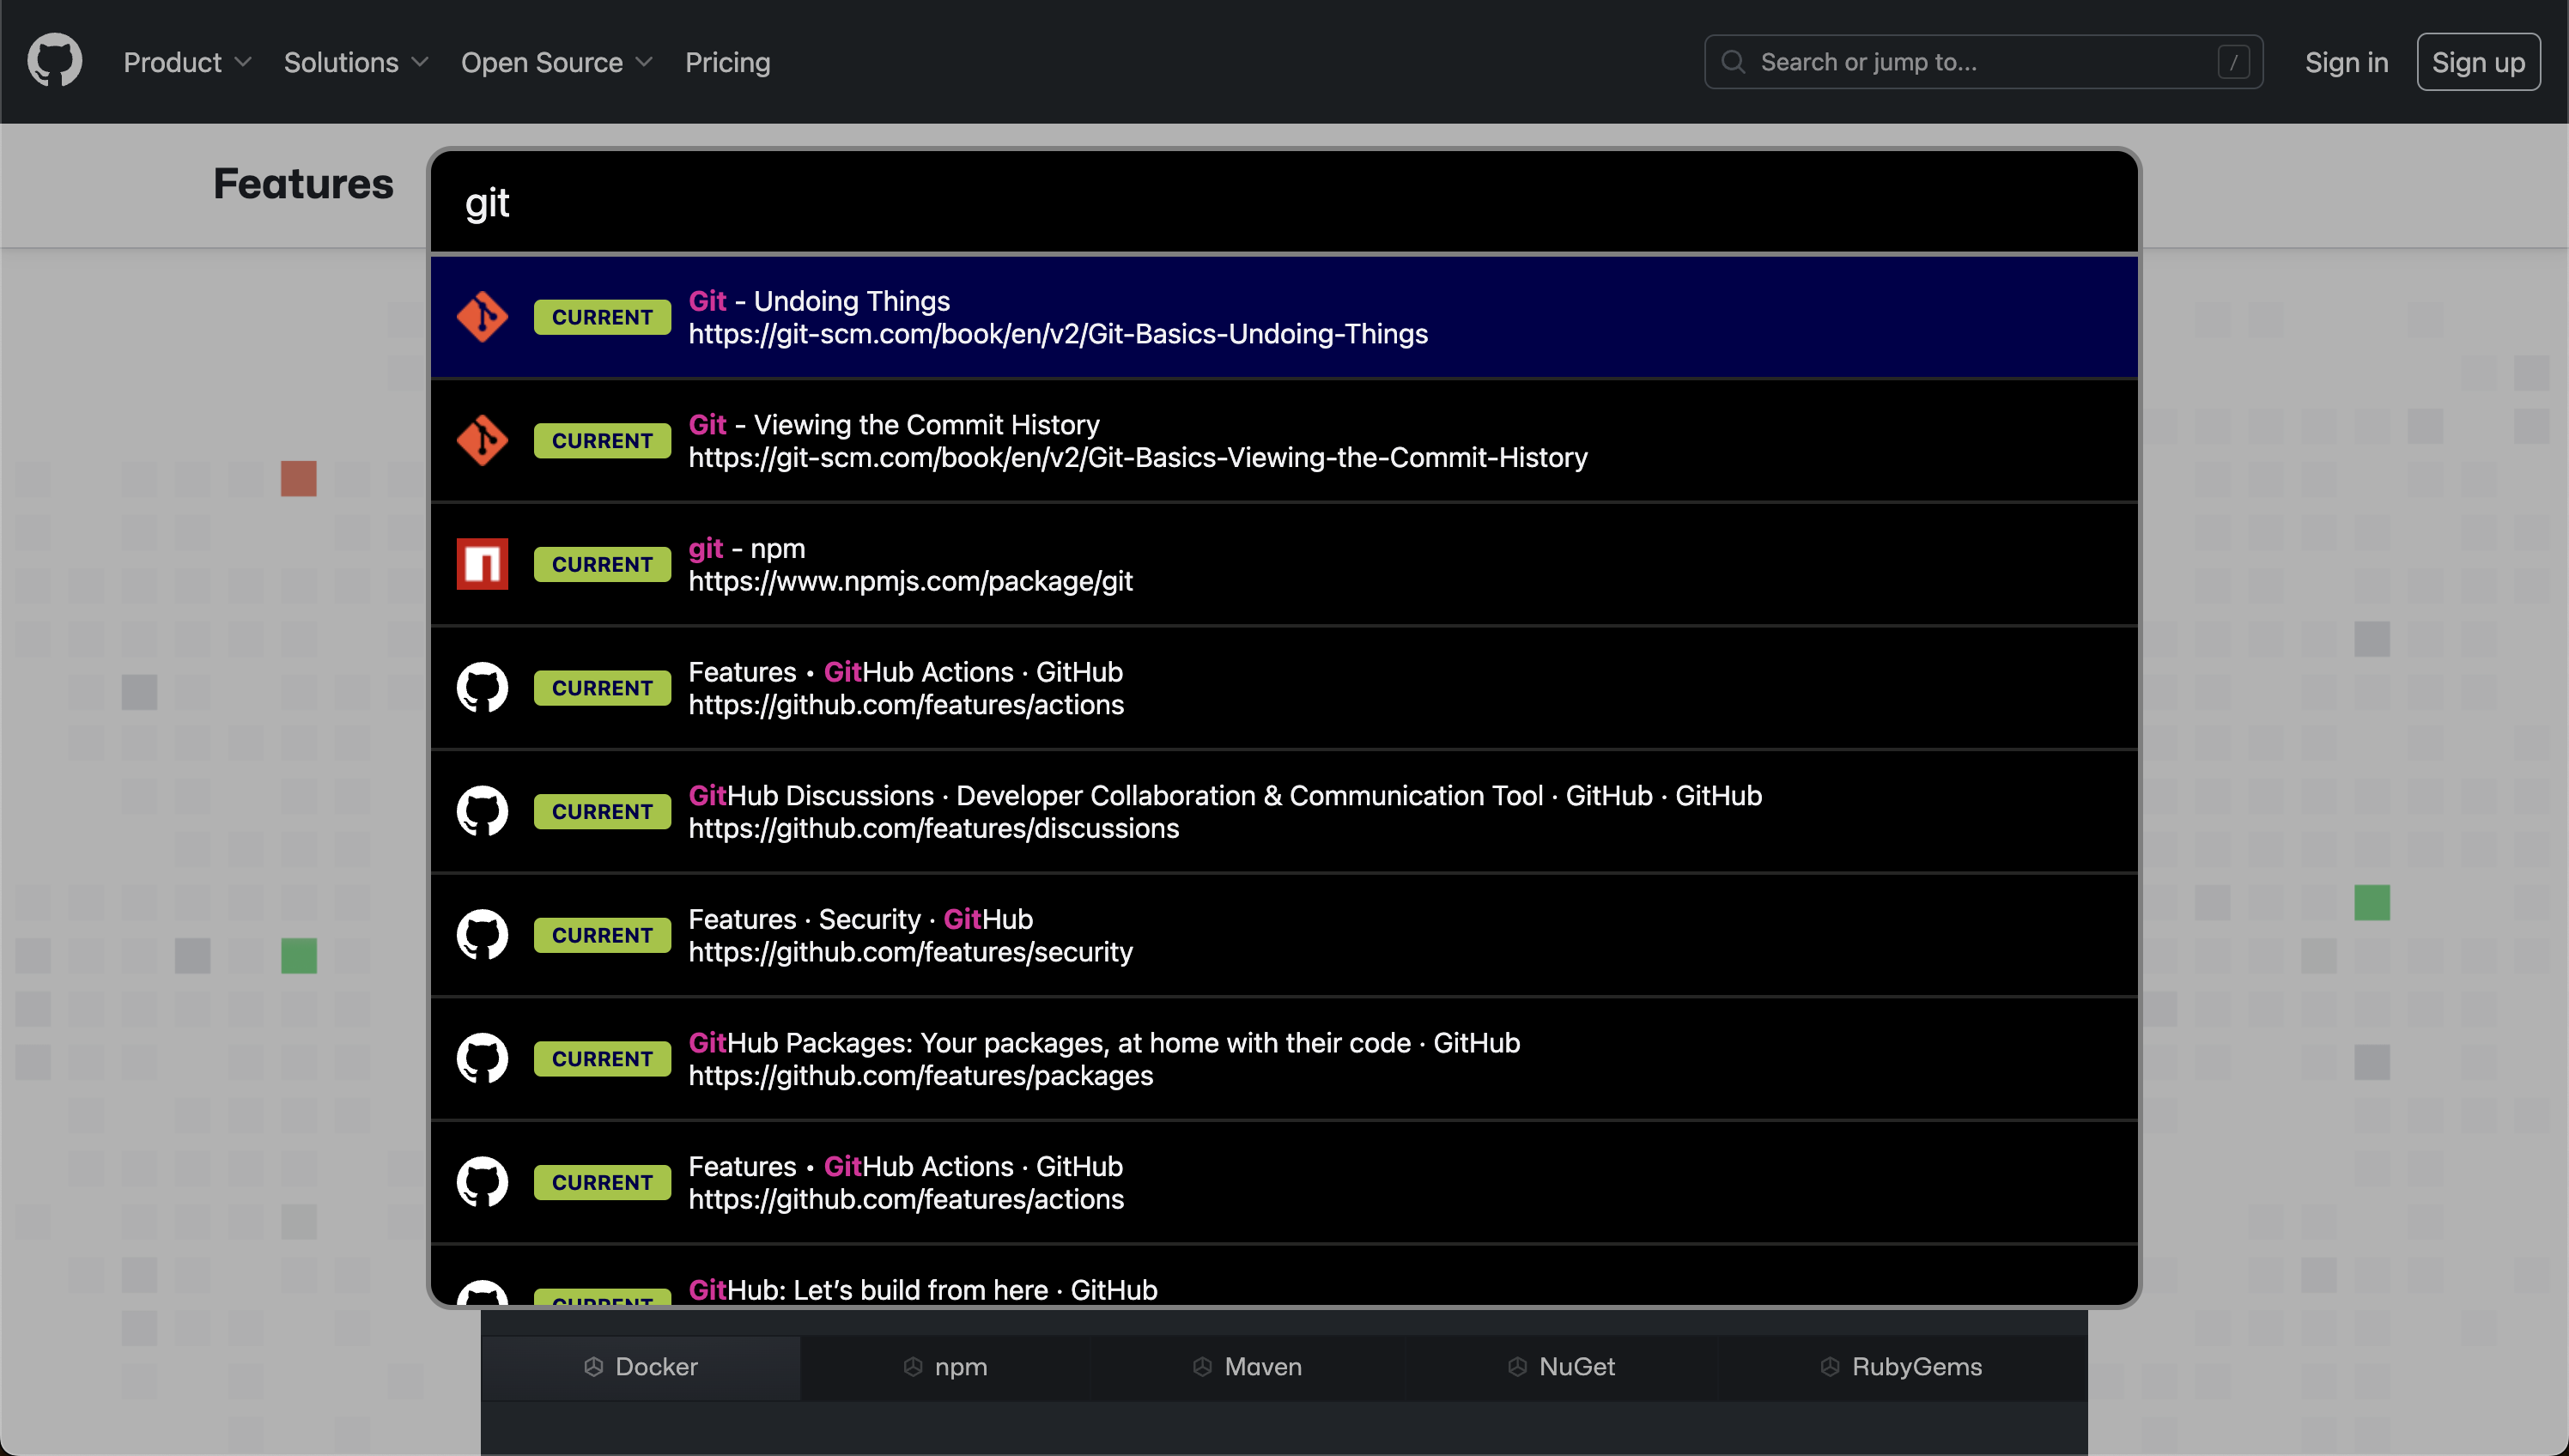 Product Solutions Open Source Pricing Search or jump to... / Sign in Sign up
Features
git
CURRENT Git - Undoing Things
https://git-scm.com/book/en/v2/Git-Basics-Undoing-Things
CURRENT Git - Viewing the Commit History
https://git-scm.com/book/en/v2/Git-Basics-Viewing-the-Commit-History
CURRENT git - npm
https://www.npmjs.com/package/git
CURRENT Features • GitHub Actions · GitHub
https://github.com/features/actions
CURRENT GitHub Discussions · Developer Collaboration & Communication Tool · GitHub · GitHub
https://github.com/features/discussions
CURRENT Features · Security · GitHub
https://github.com/features/security
CURRENT GitHub Packages: Your packages, at home with their code · GitHub
https://github.com/features/packages
CURRENT Features • GitHub Actions · GitHub
https://github.com/features/actions
CURRENT GitHub: Let’s build from here · GitHub
Docker npm Maven NuGet RubyGems